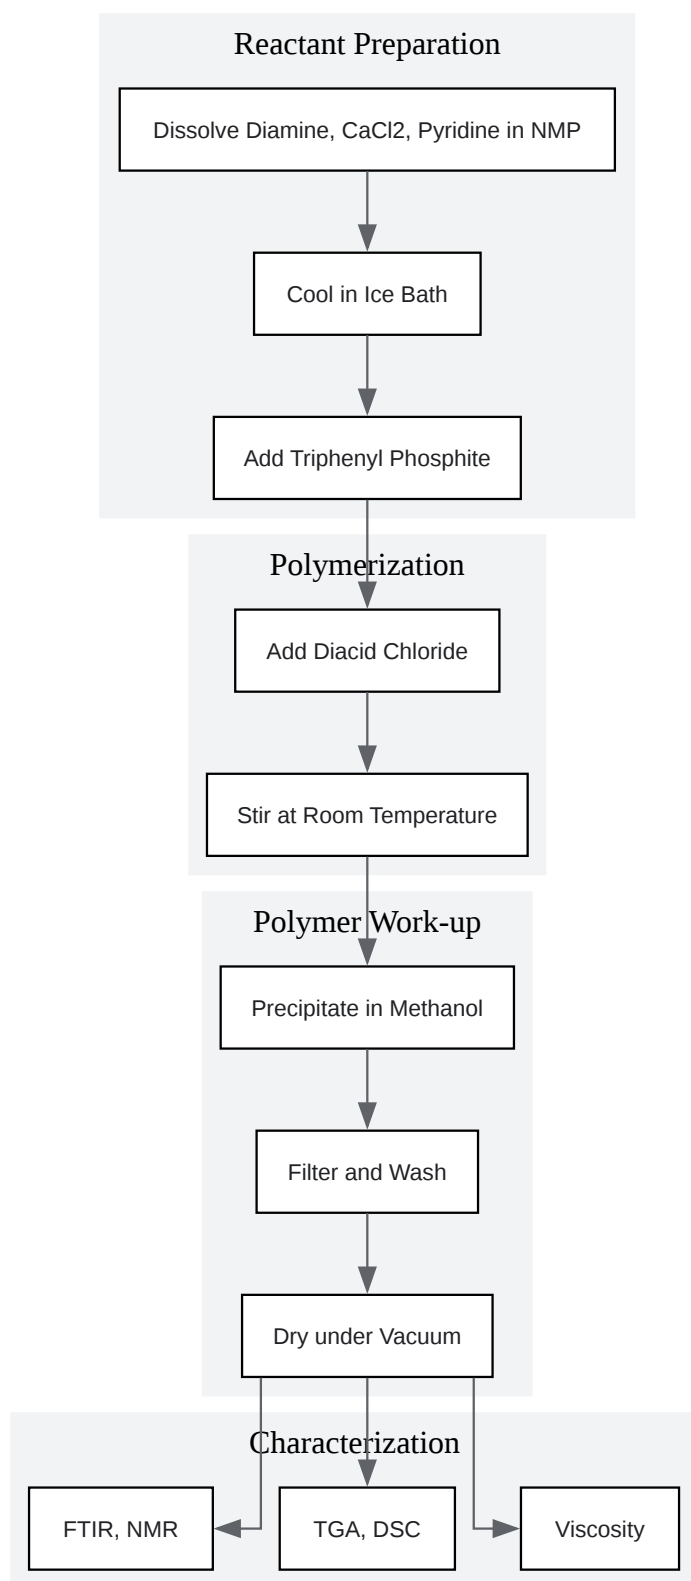 Reactant Preparation
Dissolve Diamine, CaCl2, Pyridine in NMP
Cool in Ice Bath
Add Triphenyl Phosphite
Polymerization
Add Diacid Chloride
Stir at Room Temperature
Polymer Work-up
Precipitate in Methanol
Filter and Wash
Dry under Vacuum
Characterization
FTIR, NMR
TGA, DSC
Viscosity